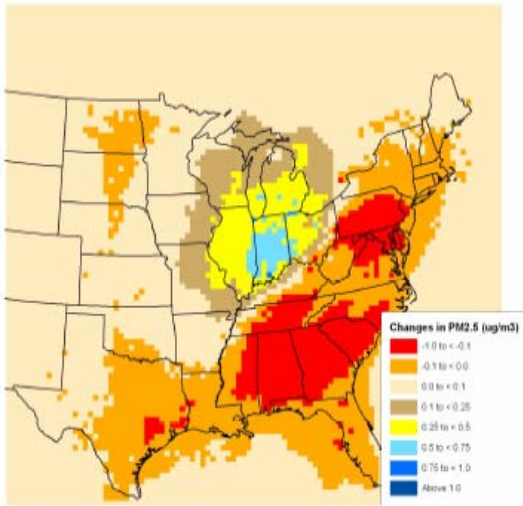 Changes in PM2.5 (ug/m3)
-1.0 to < -0.1
-0.1 to < 0.0
0.0 to < 0.1
0.1 to < 0.25
0.25 to < 0.5
0.5 to < 0.75
0.75 to < 1.0
Above 1.0